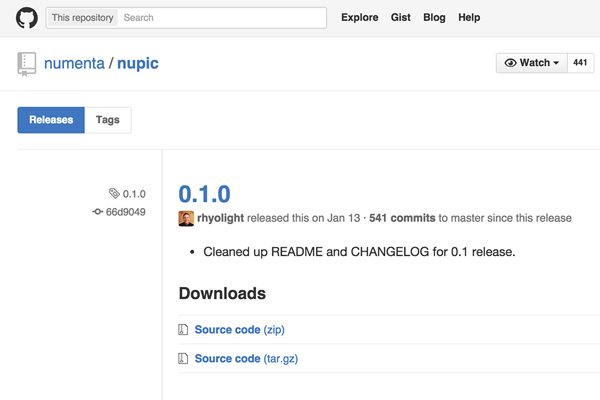 This repository Search Explore Gist Blog Help
numenta / nupic Watch 441
Releases Tags
0.1.0
66d9049
0.1.0
rhyolight released this on Jan 13 · 541 commits to master since this release
• Cleaned up README and CHANGELOG for 0.1 release.
Downloads
Source code (zip)
Source code (tar.gz)